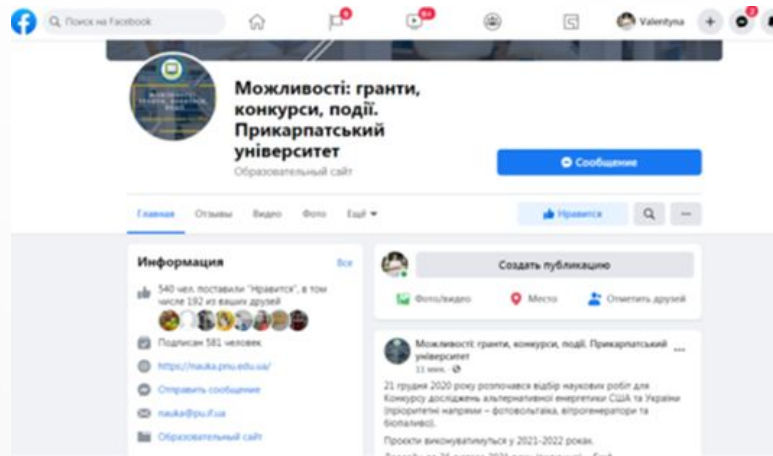 Поиск на Facebook
9
9+
Valentyna
2
Можливості: гранти,
конкурси, події.
Прикарпатський
університет
Образовательный сайт
Сообщение
Главная Отзывы Видео Фото Ещё
Нравится
Информация Все
540 чел. поставили "Нравится", в том
числе 192 из ваших друзей
Подписан 581 человек
https://nauka.pnu.edu.ua/
Отправить сообщение
nauka@pu.if.ua
Образовательный сайт
Создать публикацию
Фото/видео Место Отметить друзей
Можливості: гранти, конкурси, події. Прикарпатський
університет
11 мин.
21 грудня 2020 року розпочався відбір наукових робіт для
Конкурсу досліджень альтернативної енергетики США та України
(пріоритетні напрями – фотовольтаїка, вітрогенератори та
біопаливо).
Проєкти виконуватимуться у 2021-2022 роках.